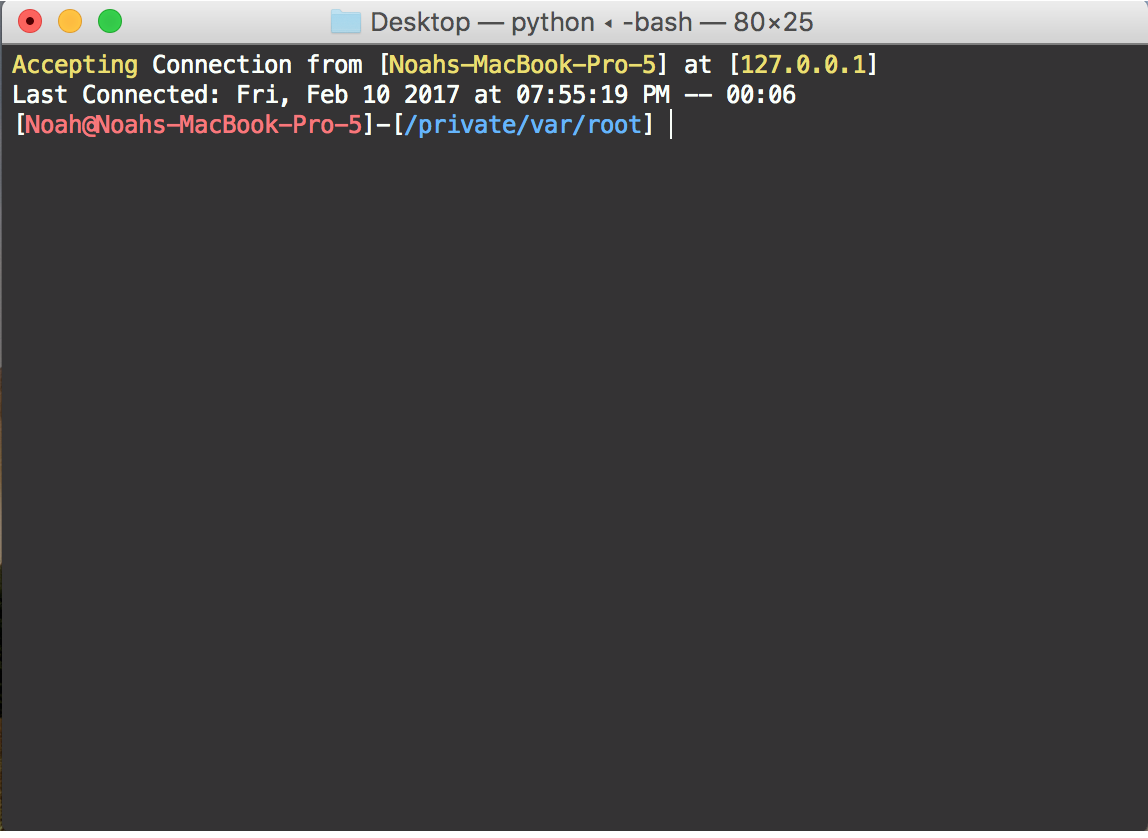 Desktop — python ◂ -bash — 80×25
Accepting Connection from [Noahs-MacBook-Pro-5] at [127.0.0.1]
Last Connected: Fri, Feb 10 2017 at 07:55:19 PM -- 00:06
[Noah@Noahs-MacBook-Pro-5]-[/private/var/root]